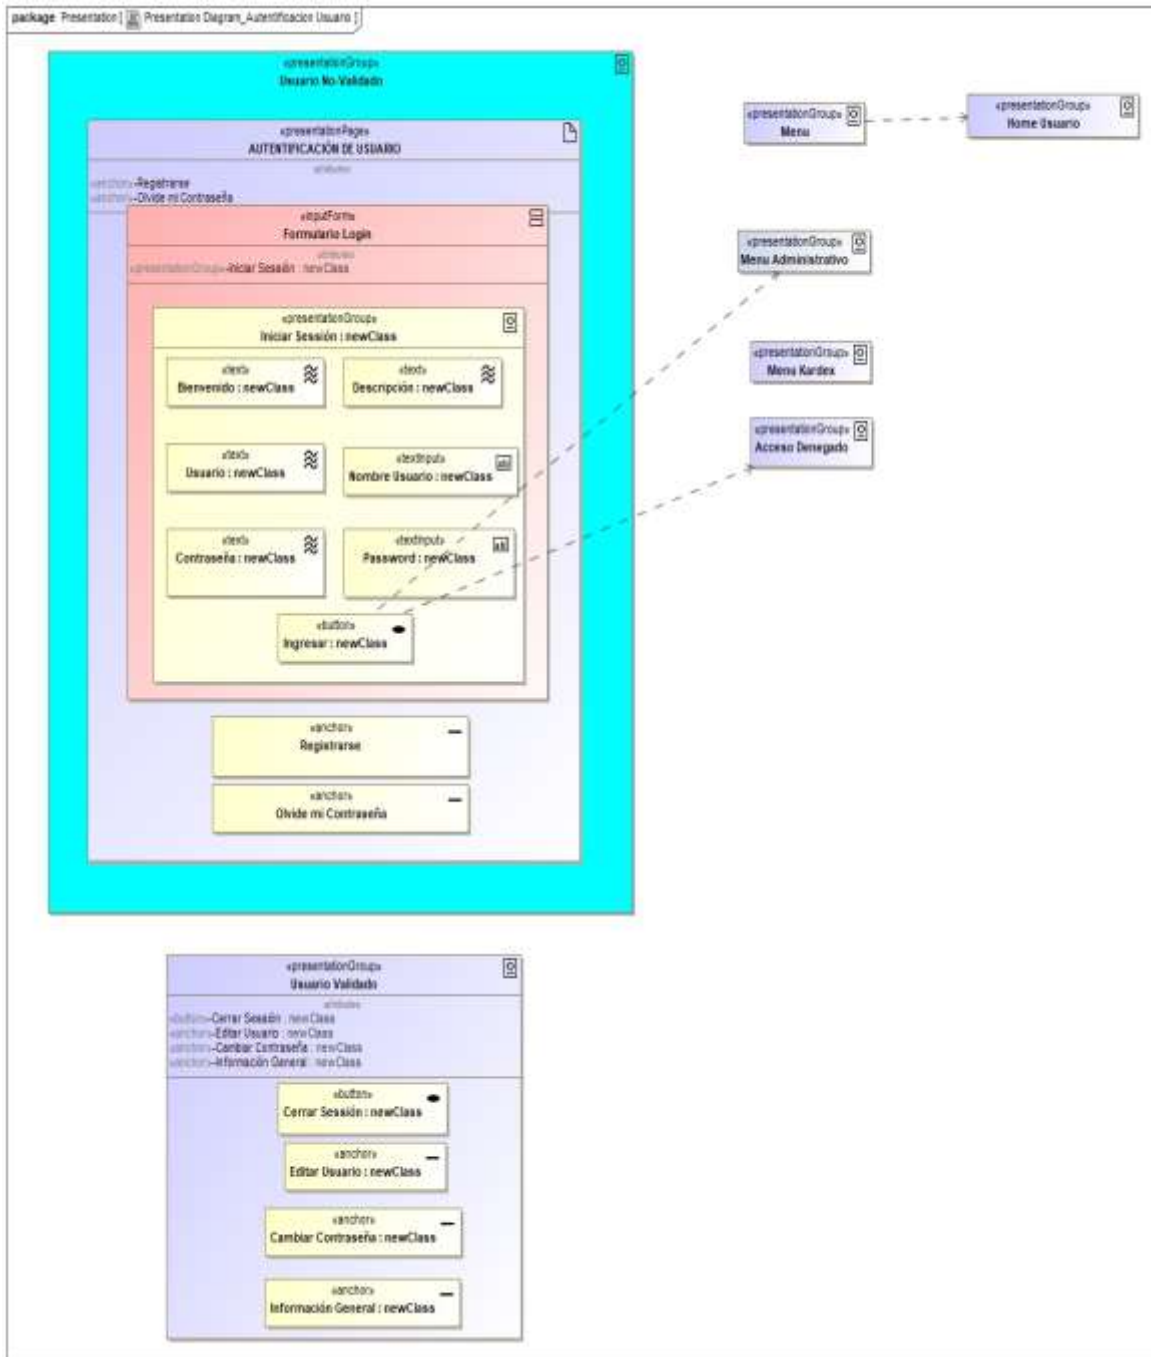 package Presentation [ Presentation Diagram_Autentificacion Usuario ]
«presentationGroup»
Usuario No-Validado
«presentationPage»
AUTENTIFICACIÓN DE USUARIO
attributes
«anchor»-Registrarse
«anchor»-Olvide mi Contraseña
«inputForm»
Formulario Login
attributes
«presentationGroup»-Iniciar Sessión : newClass
«presentationGroup»
Iniciar Sessión : newClass
«text»
Bienvenido : newClass
«text»
Descripción : newClass
«text»
Usuario : newClass
«textInput»
Nombre Usuario : newClass
«text»
Contraseña : newClass
«textInput»
Password : newClass
«button»
Ingresar : newClass
«anchor»
Registrarse
«anchor»
Olvide mi Contraseña
«presentationGroup»
Menu
«presentationGroup»
Home Usuario
«presentationGroup»
Menu Administrativo
«presentationGroup»
Menu Kardex
«presentationGroup»
Acceso Denegado
«presentationGroup»
Usuario Validado
attributes
«button»-Cerrar Sessión : newClass
«anchor»-Editar Usuario : newClass
«anchor»-Cambiar Contraseña : newClass
«anchor»-Información General : newClass
«button»
Cerrar Sessión : newClass
«anchor»
Editar Usuario : newClass
«anchor»
Cambiar Contraseña : newClass
«anchor»
Información General : newClass